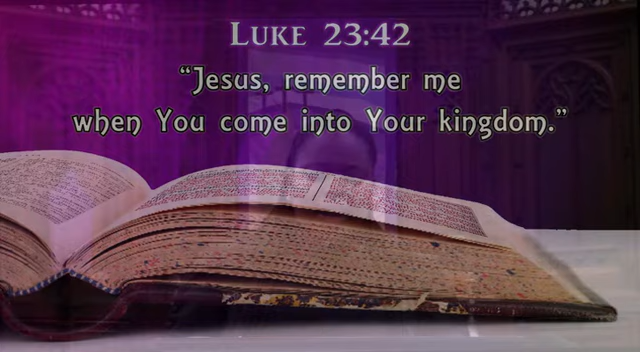 Luke 23:42
“Jesus, remember me
when You come into Your kingdom.”